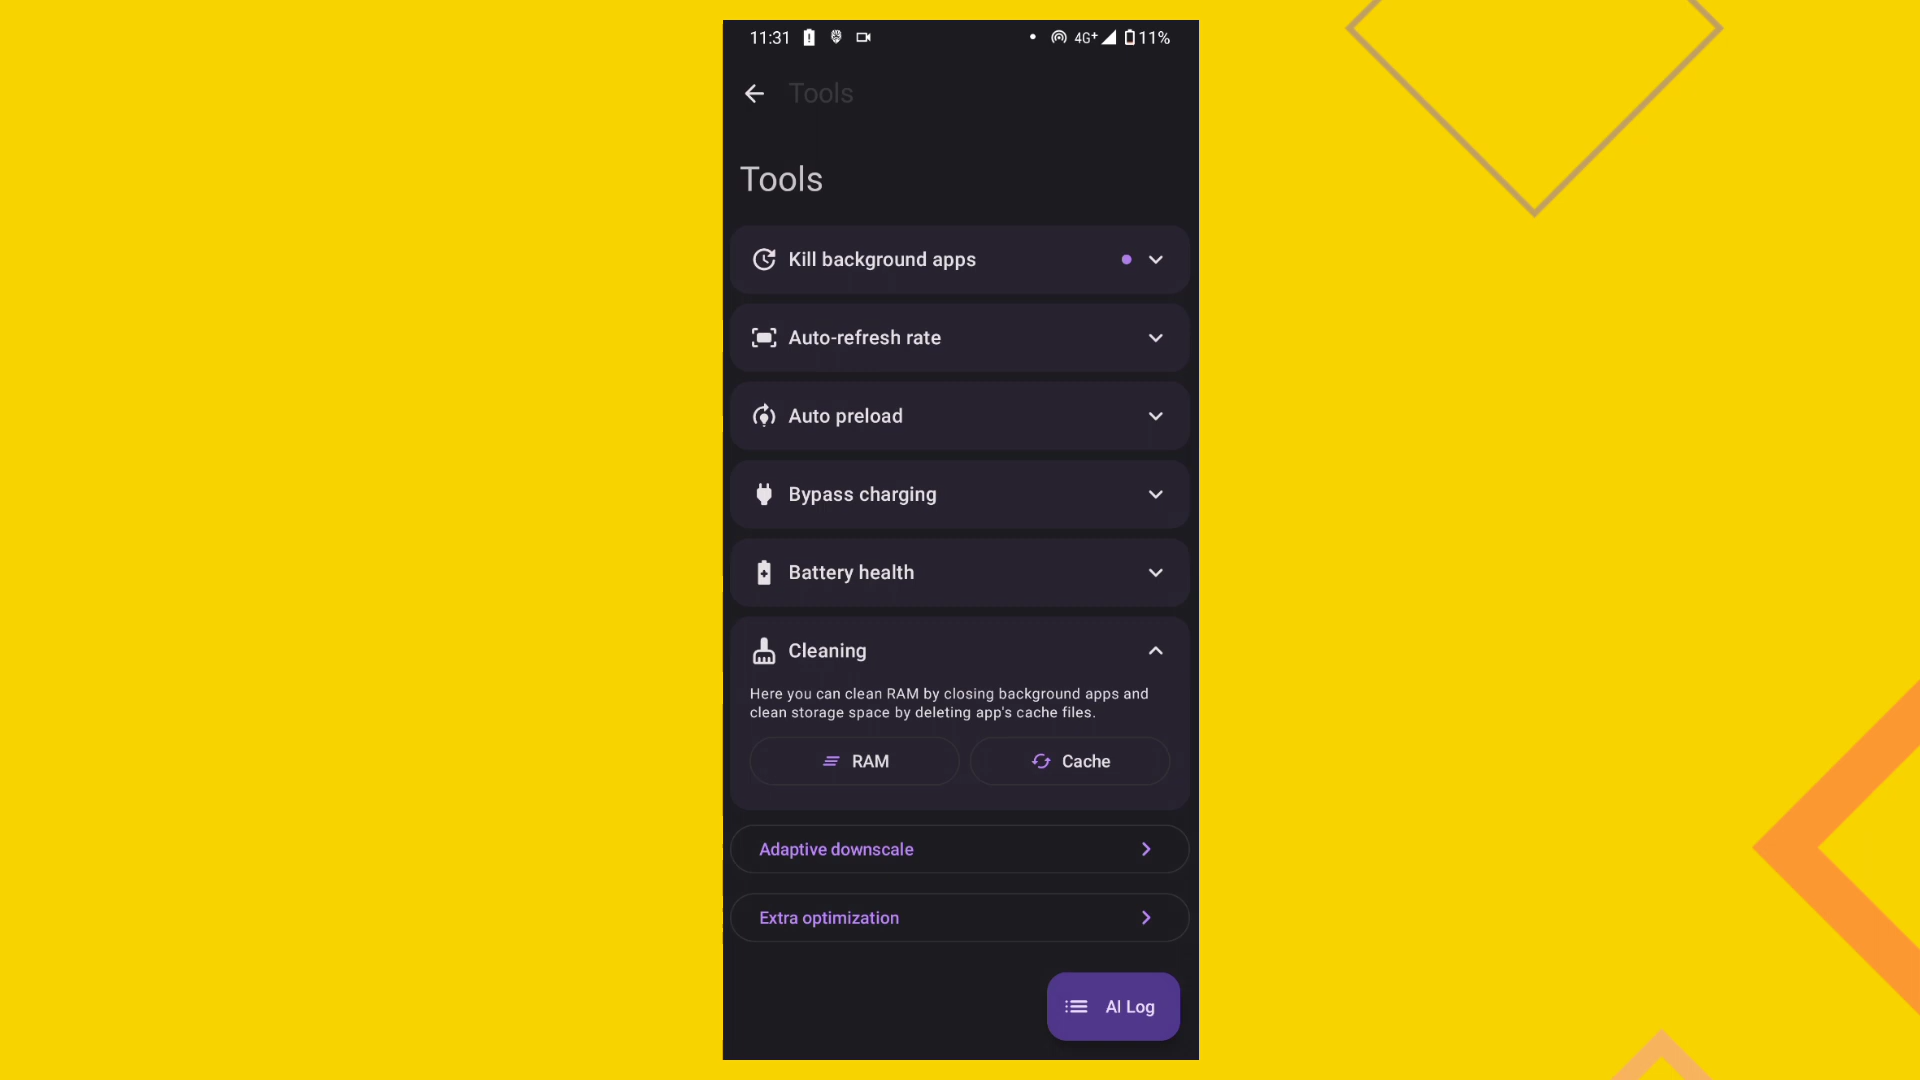 11:31
4G+
11%
Tools
Tools
Kill background apps
Auto-refresh rate
Auto preload
Bypass charging
Battery health
Cleaning
Here you can clean RAM by closing background apps and
clean storage space by deleting app's cache files.
RAM
Cache
Adaptive downscale
Extra optimization
AI Log